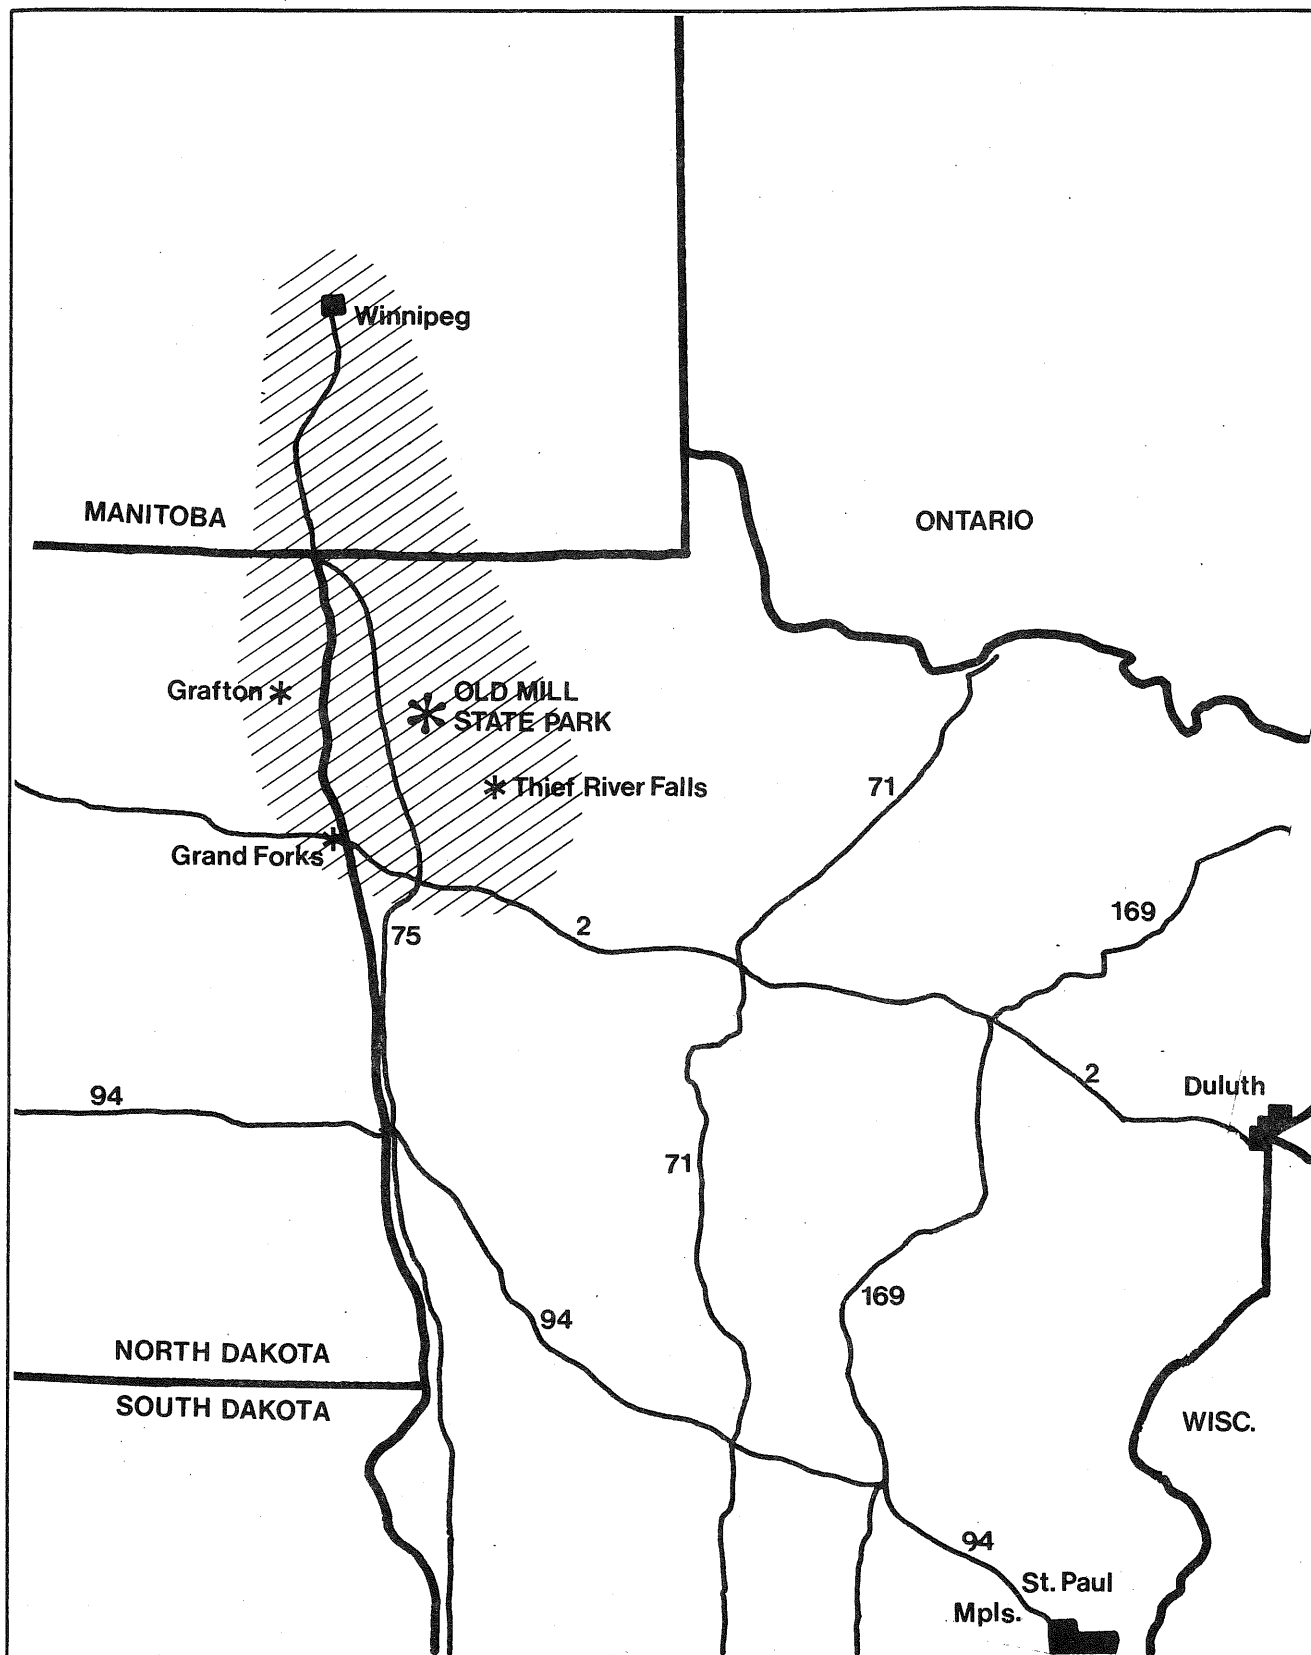 Winnipeg
MANITOBA
ONTARIO
Grafton
OLD MILL
STATE PARK
Thief River Falls
71
Grand Forks
169
75
2
2
Duluth
94
71
169
94
NORTH DAKOTA
SOUTH DAKOTA
WISC.
94
St. Paul
Mpls.